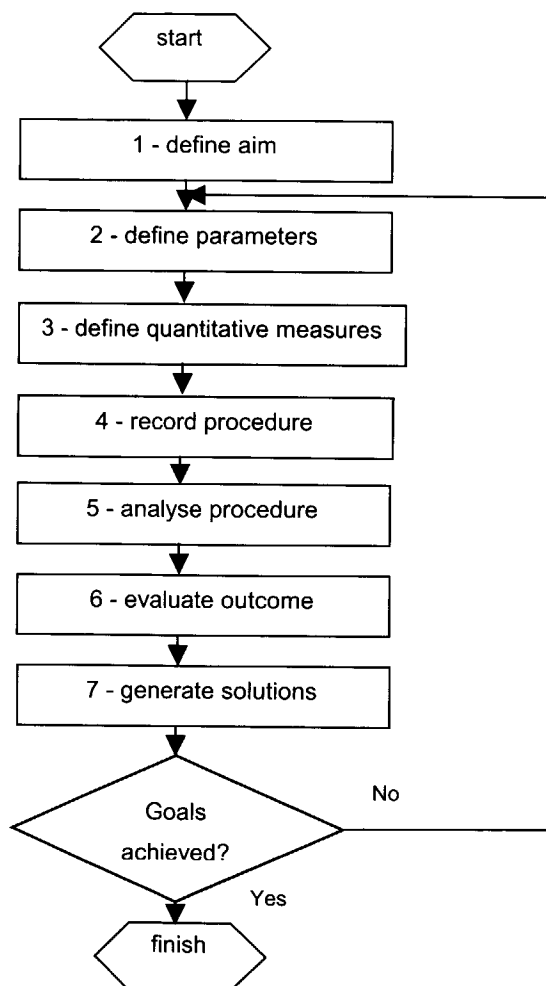 start
1 - define aim
2 - define parameters
3 - define quantitative measures
4 - record procedure
5 - analyse procedure
6 - evaluate outcome
7 - generate solutions
Goals
achieved?
No
Yes
finish